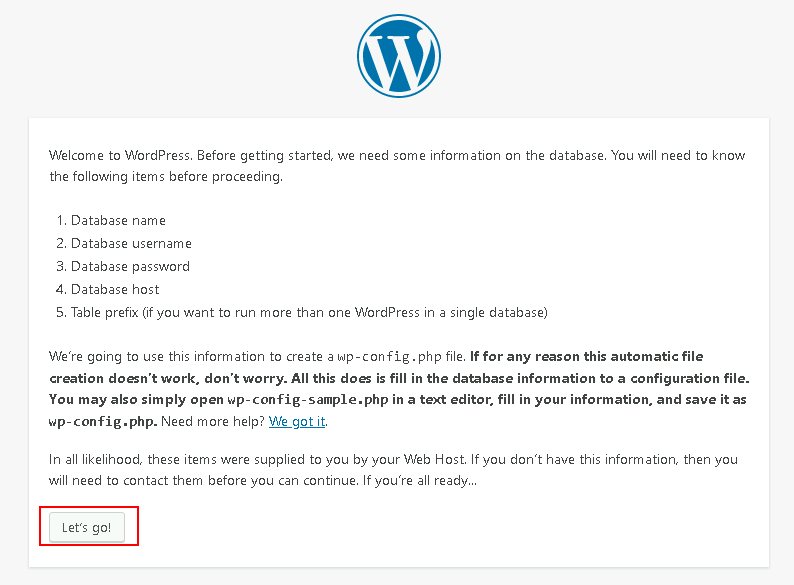 Welcome to WordPress. Before getting started, we need some information on the database. You will need to know
the following items before proceeding.
1. Database name
2. Database username
3. Database password
4. Database host
5. Table prefix (if you want to run more than one WordPress in a single database)
We’re going to use this information to create a wp-config.php file. If for any reason this automatic file
creation doesn’t work, don’t worry. All this does is fill in the database information to a configuration file.
You may also simply open wp-config-sample.php in a text editor, fill in your information, and save it as
wp-config.php. Need more help? We got it.
In all likelihood, these items were supplied to you by your Web Host. If you don’t have this information, then you
will need to contact them before you can continue. If you’re all ready…
Let’s go!